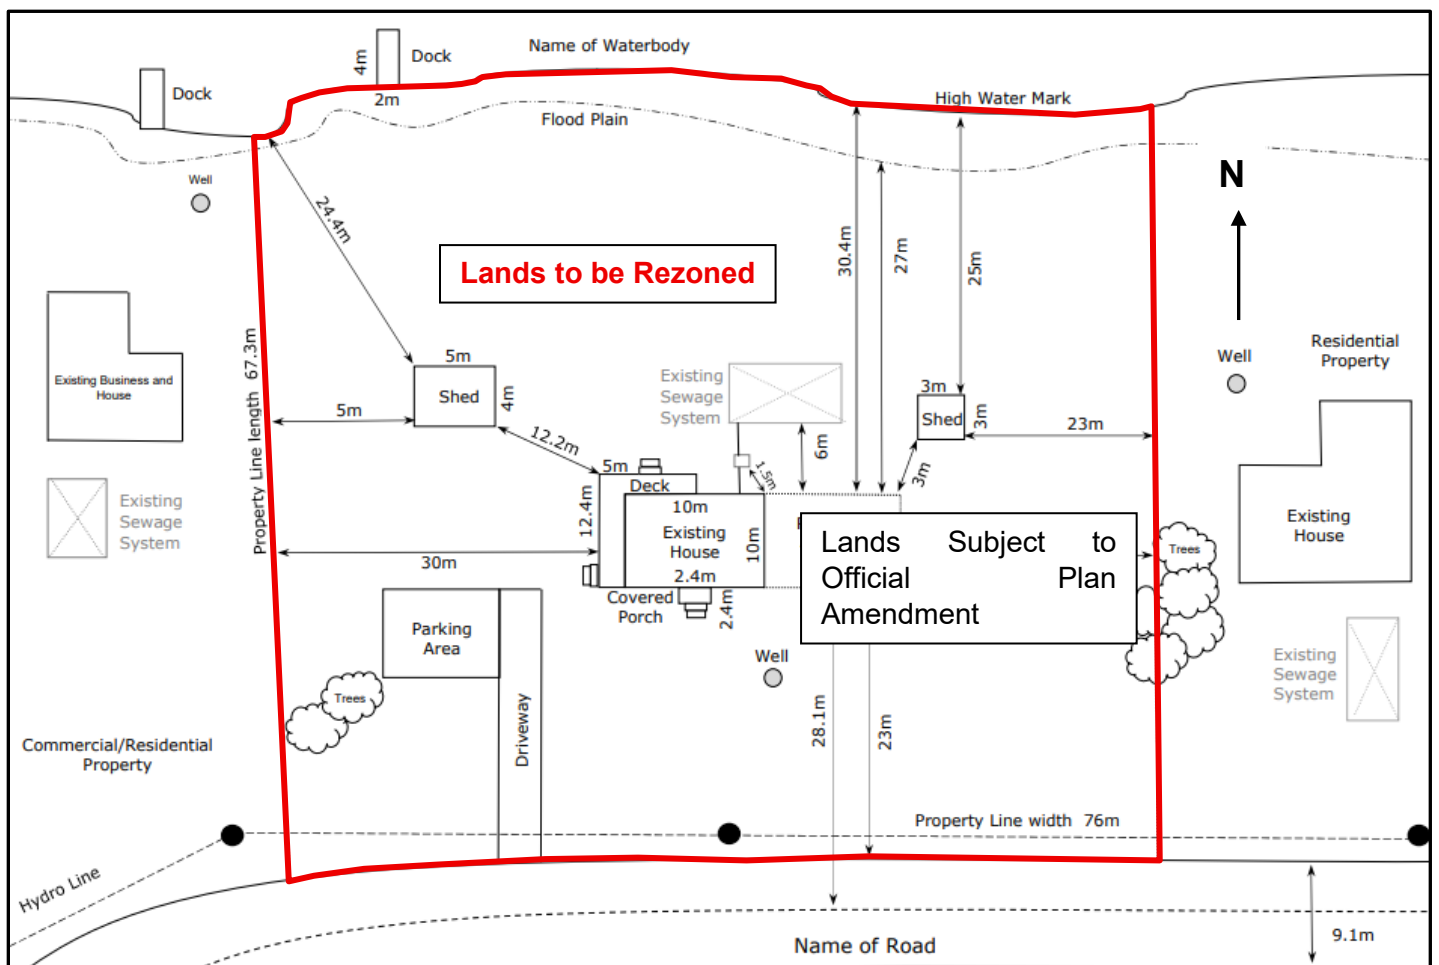 Name of Waterbody
4m
Dock
Dock
2m
High Water Mark
Flood Plain
Well
N
24.4m
30.4m
27m
25m
Lands to be Rezoned
Property Line length 67.3m
Residential
Property
Well
5m
Existing
Sewage
System
3m
Existing Business and
House
Shed
4m
Shed
3m
5m
23m
12.2m
6m
3m
1.5m
5m
Deck
Existing
Sewage
System
12.4m
10m
Existing
House
10m
2.4m
Lands Subject to
Official Plan
Amendment
Trees
Existing
House
30m
Covered
Porch
2.4m
Parking
Area
Well
Existing
Sewage
System
Trees
Driveway
28.1m
23m
Commercial/Residential
Property
Property Line width 76m
Hydro Line
Name of Road
9.1m